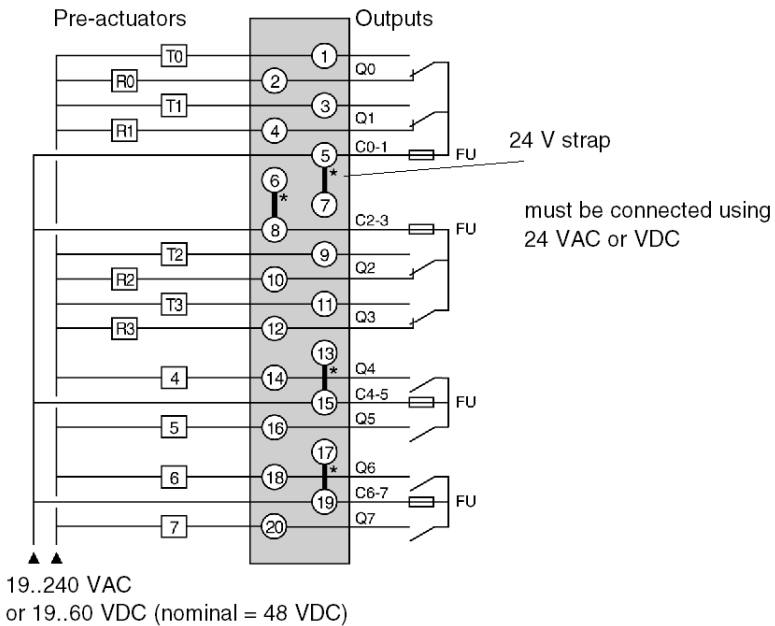 Pre-actuators Outputs
T0 1
R0 2 Q0
T1 3
R1 4 Q1
5 C0-1 FU
24 V strap
6 *
* 7
8 C2-3 FU
must be connected using
24 VAC or VDC
T2 9
R2 10 Q2
T3 11
R3 12 Q3
13
4 14 * Q4
15 C4-5 FU
5 16 Q5
17
6 18 * Q6
19 C6-7 FU
7 20 Q7
19..240 VAC
or 19..60 VDC (nominal = 48 VDC)